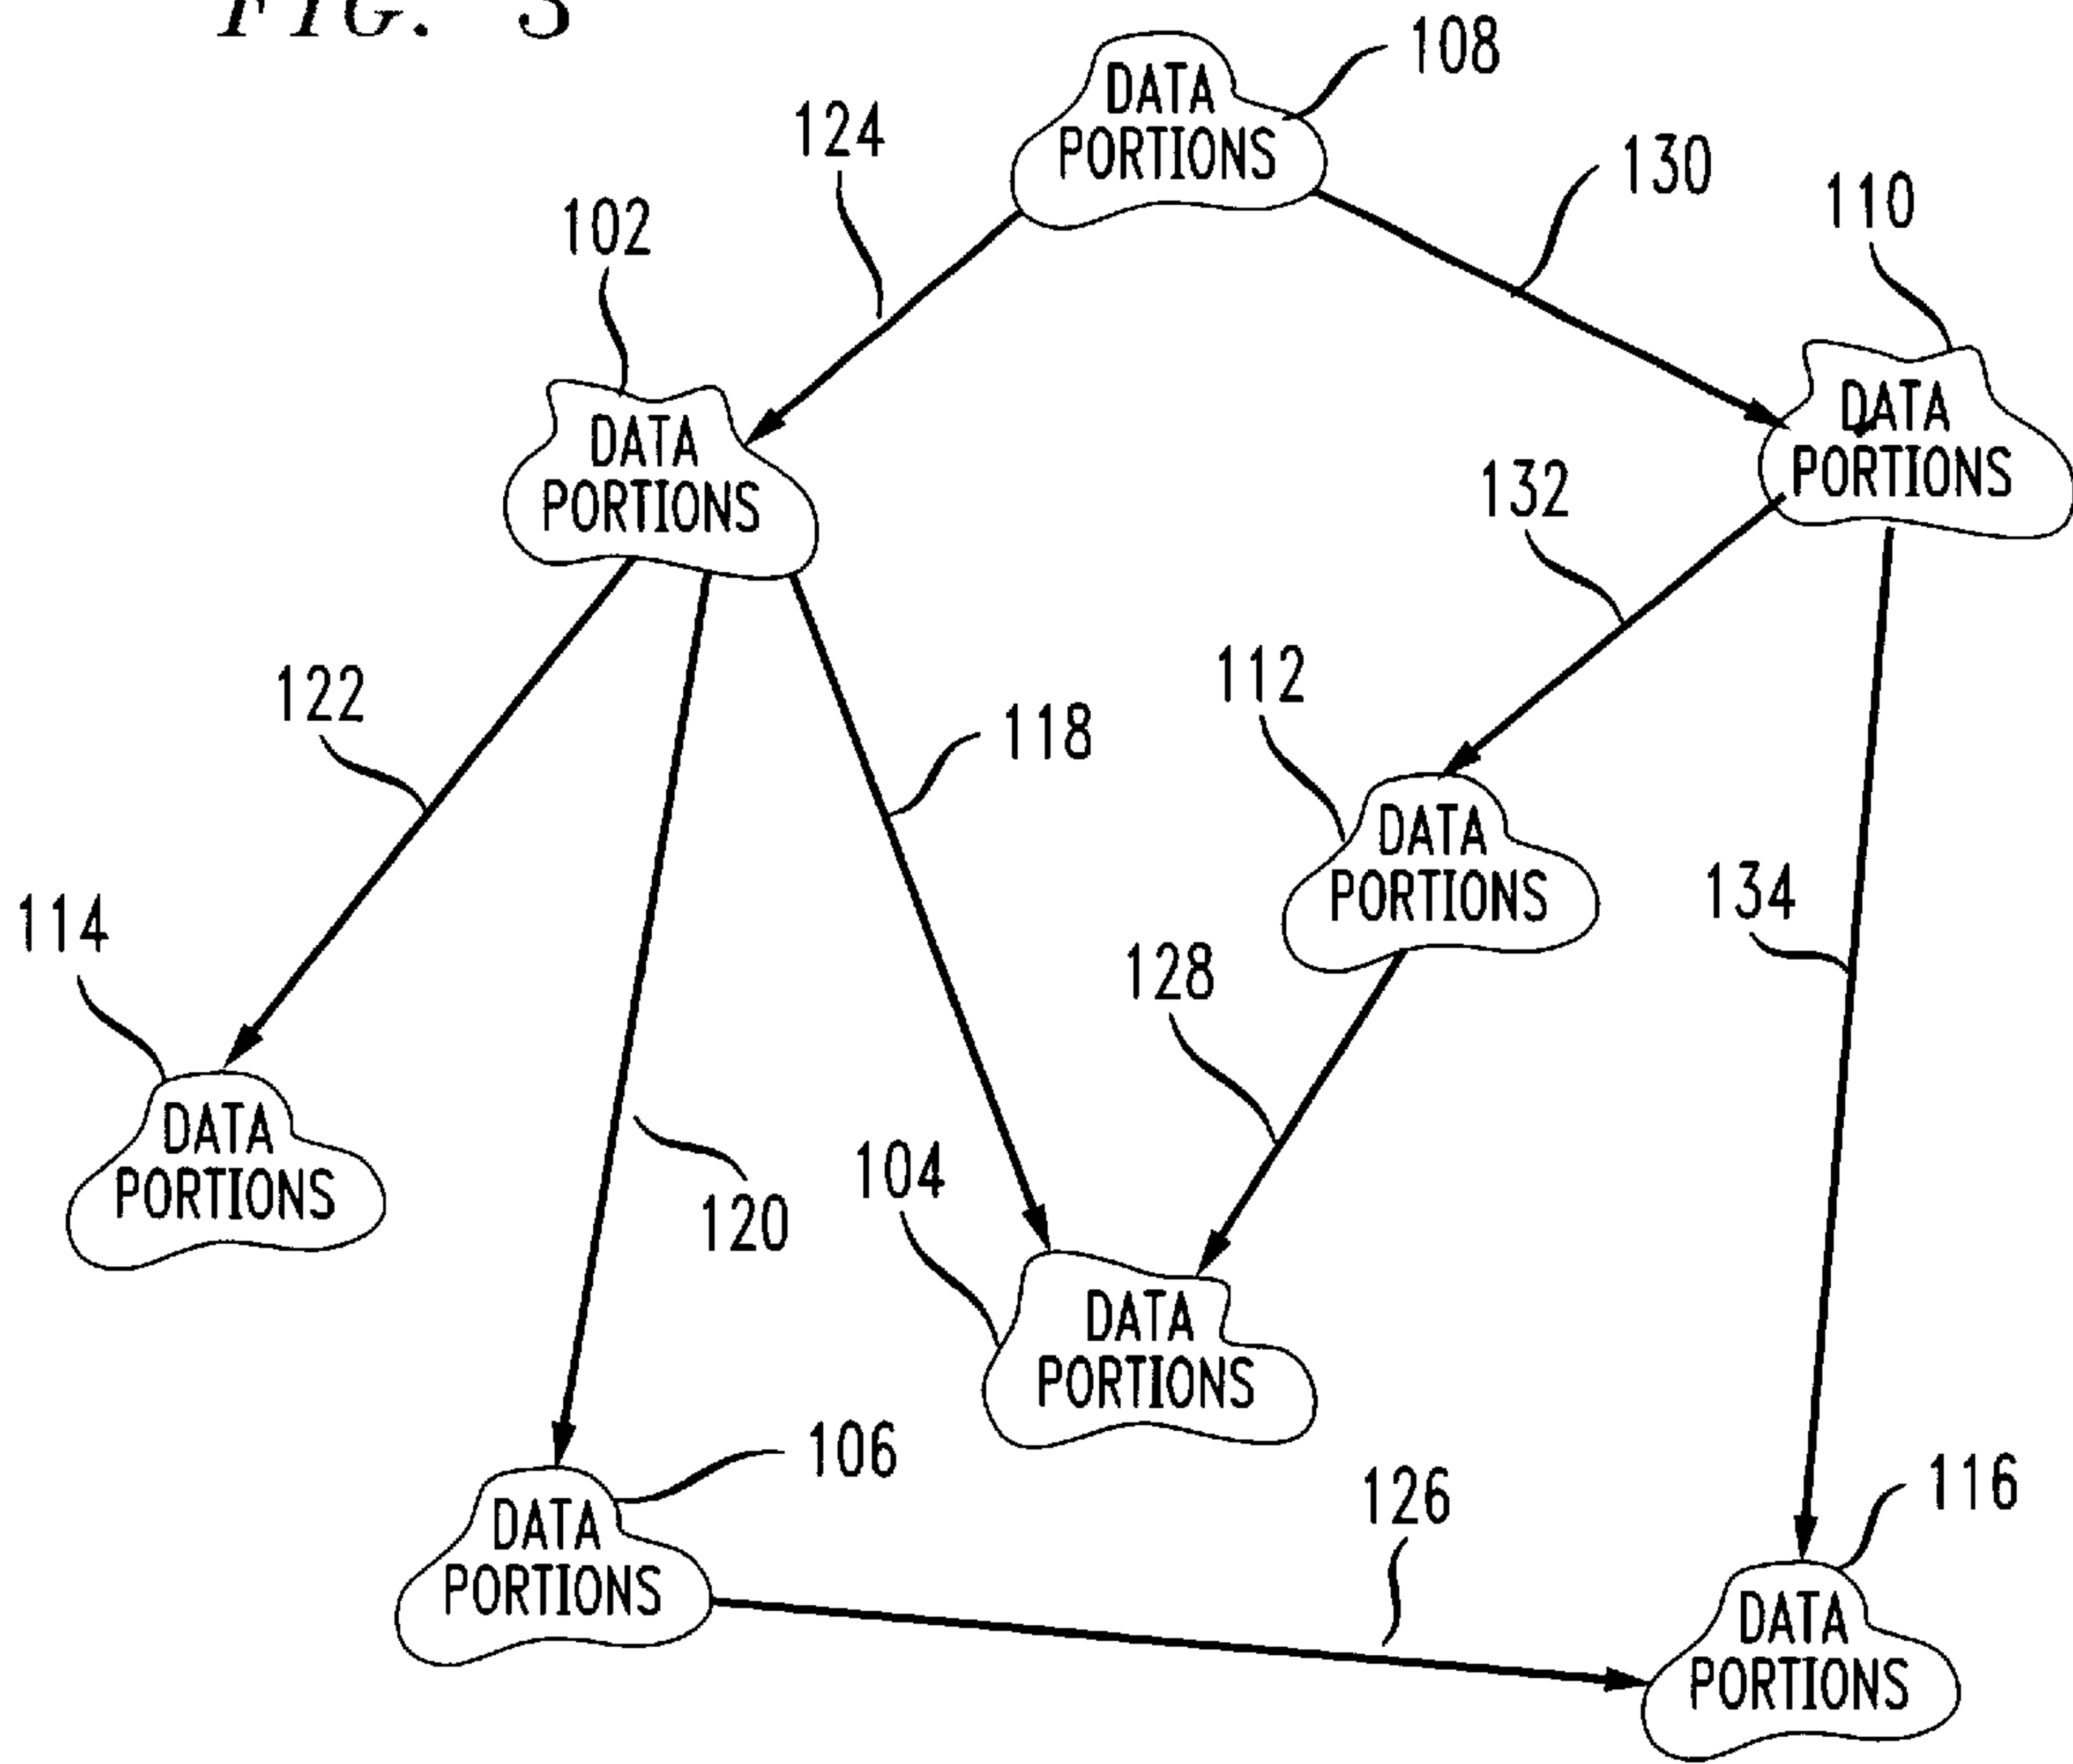 FIG. 3
108
DATA
PORTIONS
124
130
102
110
DATA
PORTIONS
DATA
PORTIONS
132
122
118
112
DATA
PORTIONS
134
114
128
DATA
PORTIONS
120
104
DATA
PORTIONS
106
126
116
DATA
PORTIONS
DATA
PORTIONS